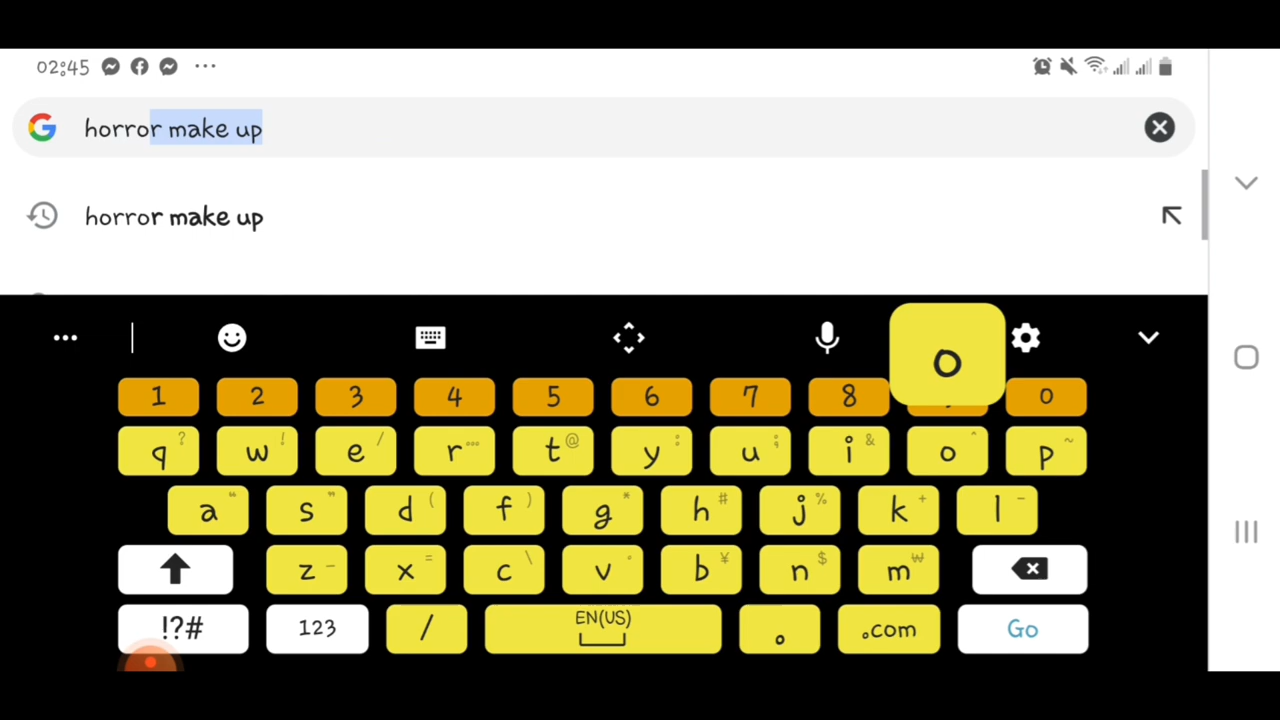 02:45
horror make up
horror make up
1 2 3 4 5 6 7 8 o 0
q ? w ! e / r ... t @ y : u ; i & o ^ p ~
a " s " d ( f ) g * h # j % k + l -
z - x = c \ v b ¥ n $ m ₩
!?# 123 / EN(US) . .com Go